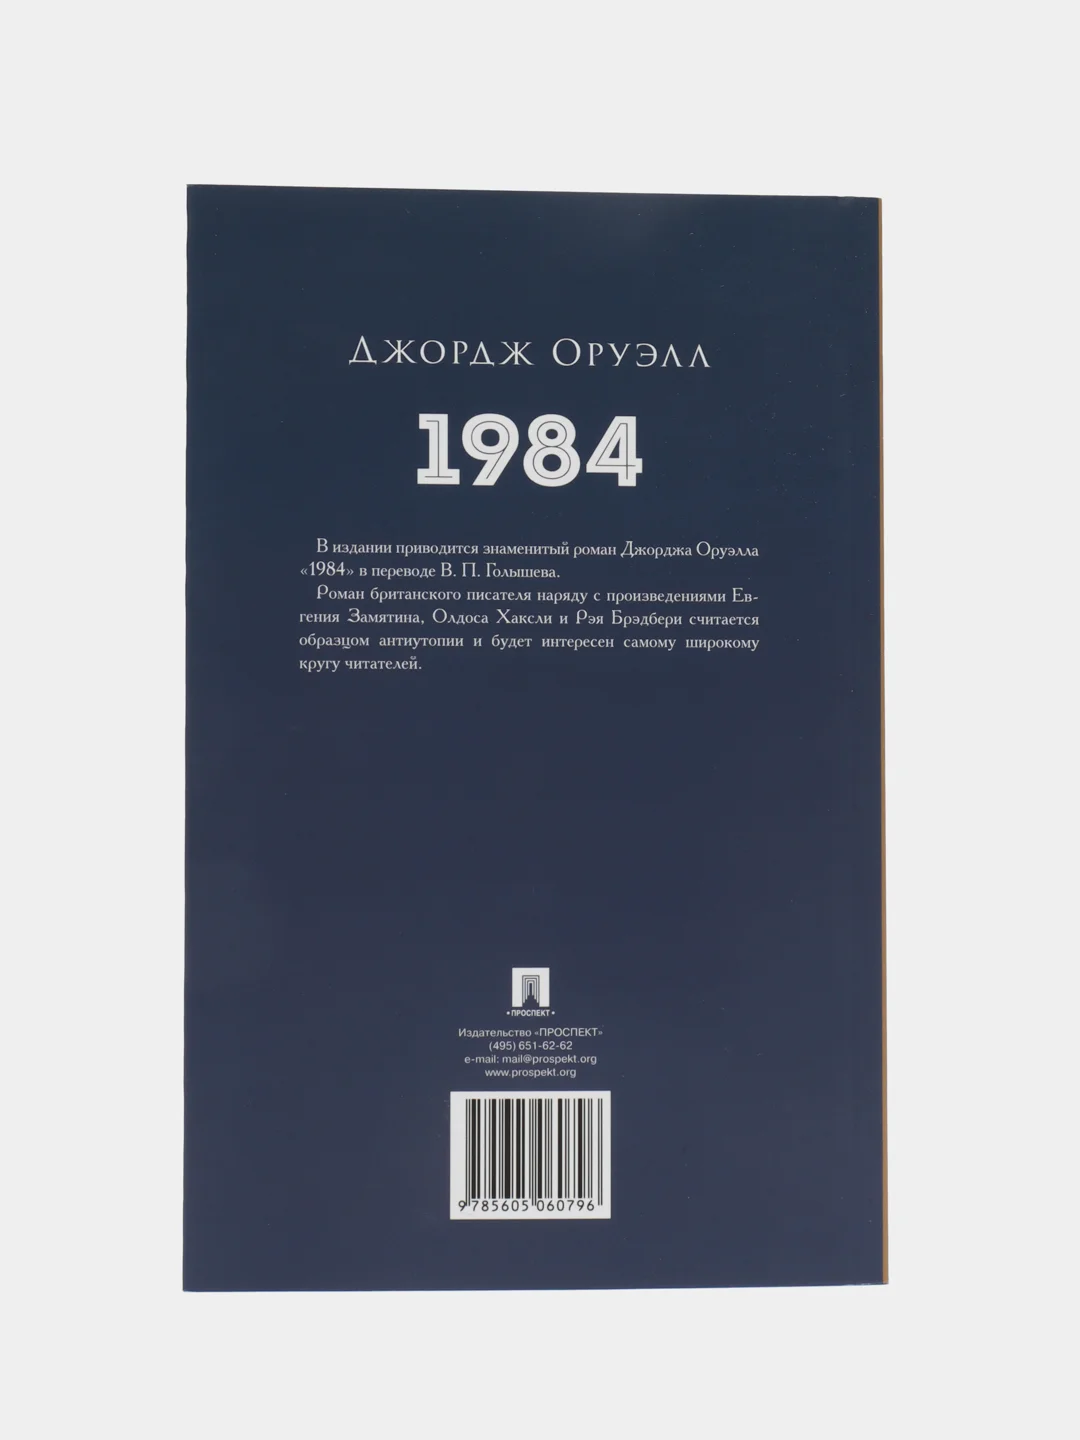 Джордж Оруэлл
1984
В издании приводится знаменитый роман Джорджа Оруэлла
«1984» в переводе В. П. Голышева.
Роман британского писателя наряду с произведениями Ев-
гения Замятина, Олдоса Хаксли и Рэя Брэдбери считается
образцом антиутопии и будет интересен самому широкому
кругу читателей.
•ПРОСПЕКТ•
Издательство «ПРОСПЕКТ»
(495) 651-62-62
e-mail: mail@prospekt.org
www.prospekt.org
9 785605 060796